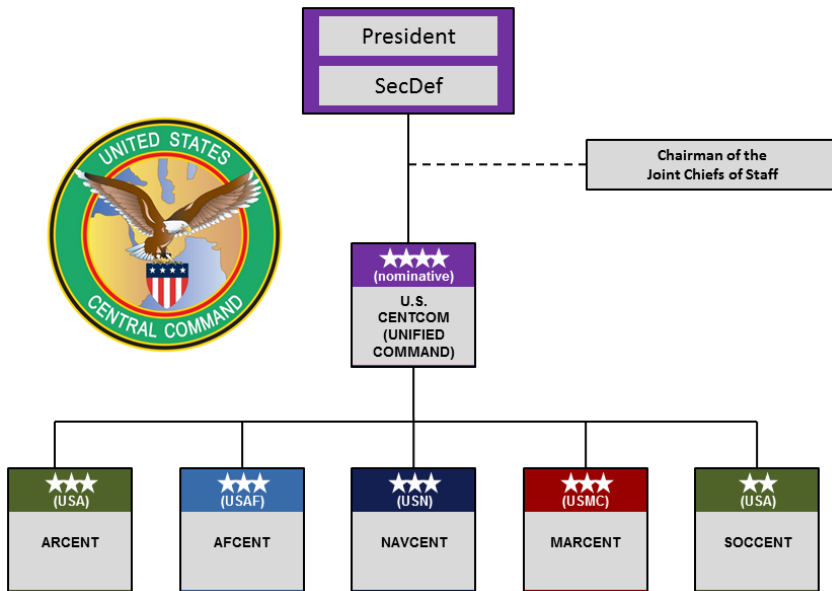 President
SecDef
UNITED STATES
CENTRAL COMMAND
Chairman of the
Joint Chiefs of Staff
(nominative)
U.S.
CENTCOM
(UNIFIED
COMMAND)
(USA)
ARCENT
(USAF)
AFCENT
(USN)
NAVCENT
(USMC)
MARCENT
(USA)
SOCCENT